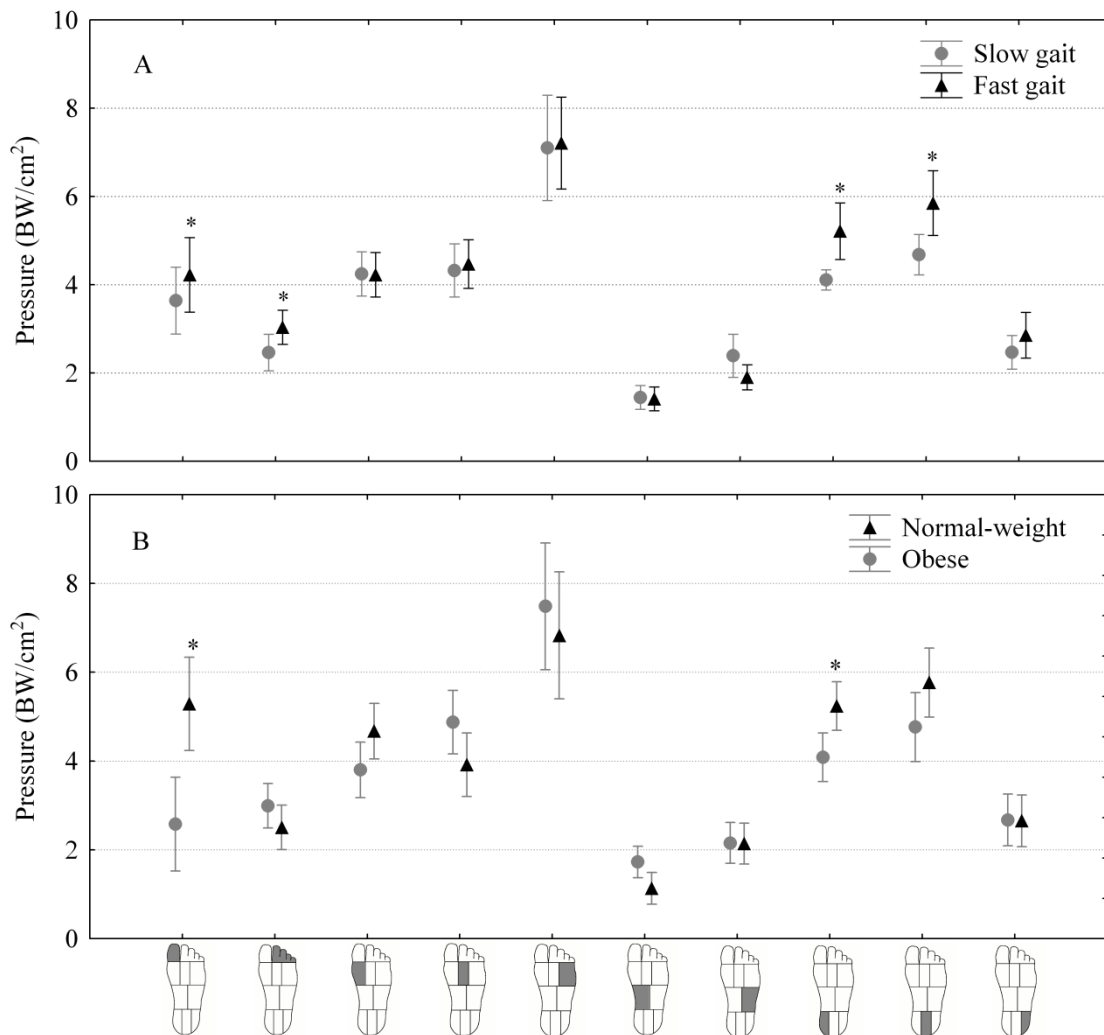 10
A
Slow gait
Fast gait
8
*
*
6
*
*
4
2
0
Pressure (BW/cm²)
10
B
Normal-weight
Obese
8
*
*
6
4
2
0
Pressure (BW/cm²)